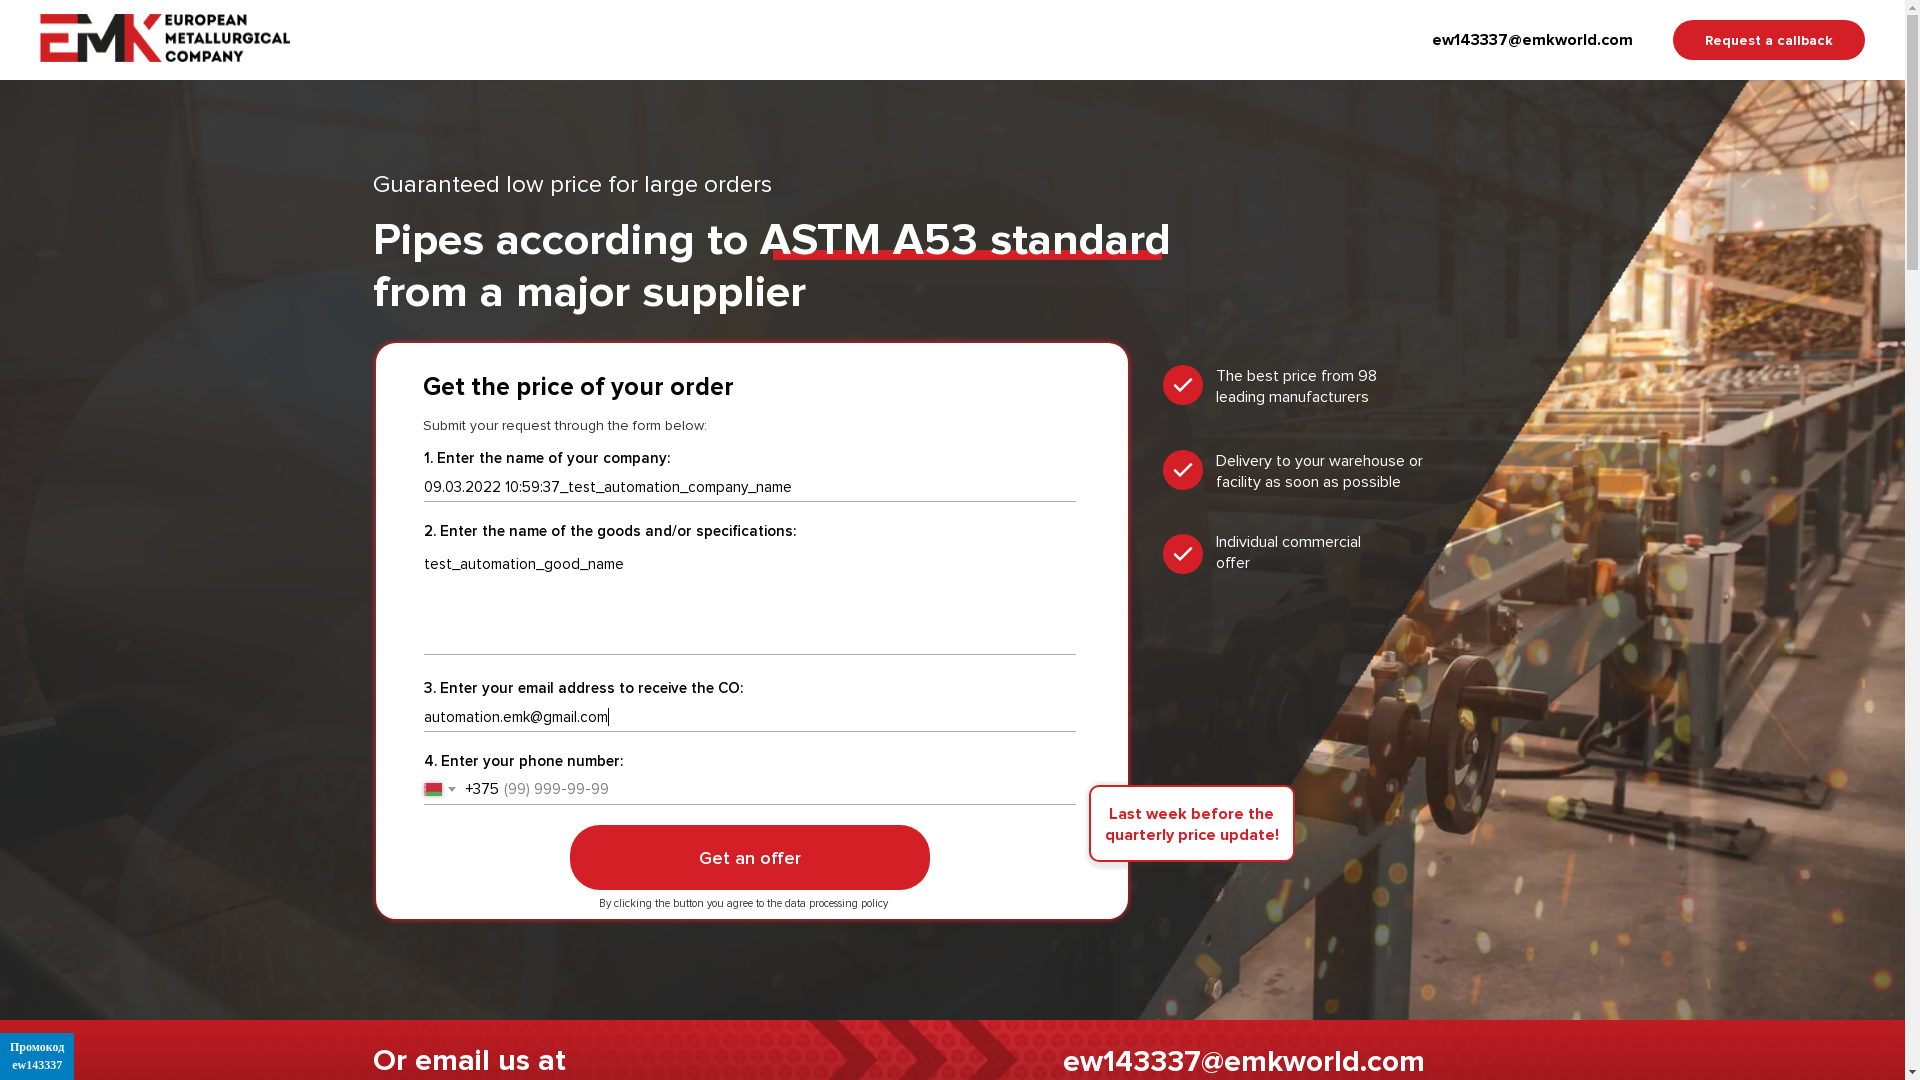 EUROPEAN
METALLURGICAL
COMPANY
EMK
ew143337@emkworld.com
Request a callback
Guaranteed low price for large orders
Pipes according to ASTM A53 standard
from a major supplier
Get the price of your order
Submit your request through the form below:
1. Enter the name of your company:
09.03.2022 10:59:37_test_automation_company_name
2. Enter the name of the goods and/or specifications:
test_automation_good_name
3. Enter your email address to receive the CO:
automation.emk@gmail.com
4. Enter your phone number:
+375 (99) 999-99-99
Get an offer
By clicking the button you agree to the data processing policy
The best price from 98
leading manufacturers
Delivery to your warehouse or
facility as soon as possible
Individual commercial
offer
Last week before the
quarterly price update!
Or email us at
ew143337@emkworld.com
Промокод
ew143337